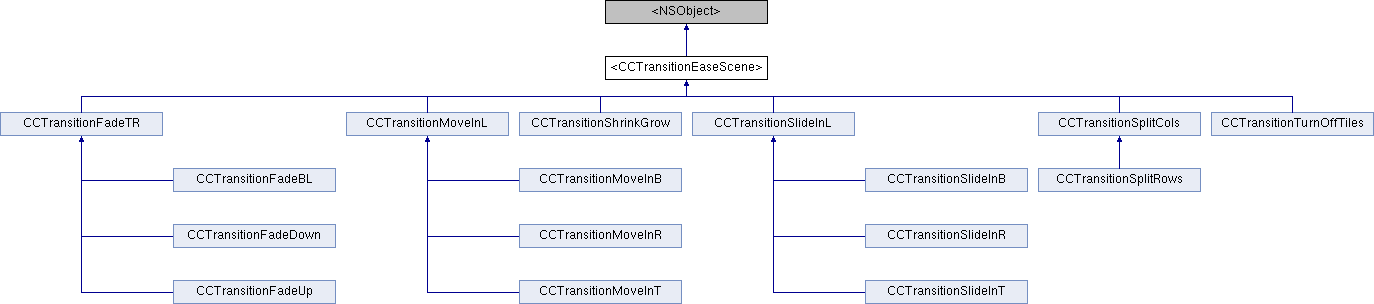 <NSObject>
<CCTransitionEaseScene>
CCTransitionFadeTR
CCTransitionMoveInL
CCTransitionShrinkGrow
CCTransitionSlideInL
CCTransitionSplitCols
CCTransitionTurnOffTiles
CCTransitionFadeBL
CCTransitionMoveInB
CCTransitionSlideInB
CCTransitionSplitRows
CCTransitionFadeDown
CCTransitionMoveInR
CCTransitionSlideInR
CCTransitionFadeUp
CCTransitionMoveInT
CCTransitionSlideInT